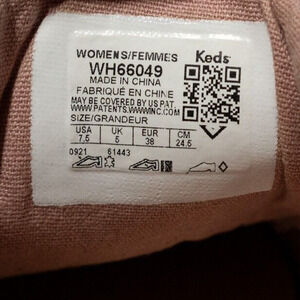 WOMENS/FEMMES
Keds
WH66049
MADE IN CHINA
FABRIQUÉ EN CHINE
MAY BE COVERED BY US PAT.
WWW.PATENTS.WWWINC.COM
SIZE/GRANDEUR
USA UK EUR CM
7.5 5 38 24.5
0921 61443